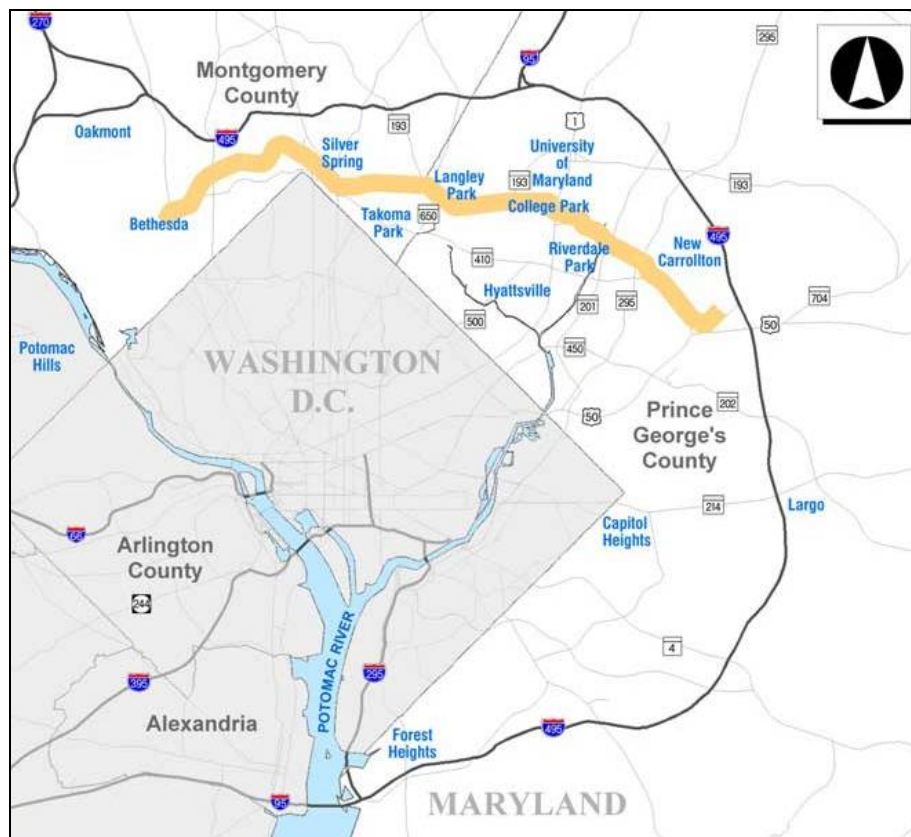 270
95
295
Montgomery
County
193
1
Oakmont
495
Silver
Spring
University
of
Maryland
Langley
Park
193
193
Bethesda
Takoma
Park
650
College Park
Riverdale
Park
New
Carrollton
495
410
Hyattsville
201
295
704
500
50
450
Potomac
Hills
WASHINGTON
D.C.
50
202
Prince
George's
County
66
Arlington
County
Capitol
Heights
214
Largo
244
POTOMAC RIVER
4
395
295
Alexandria
Forest
Heights
495
95
MARYLAND